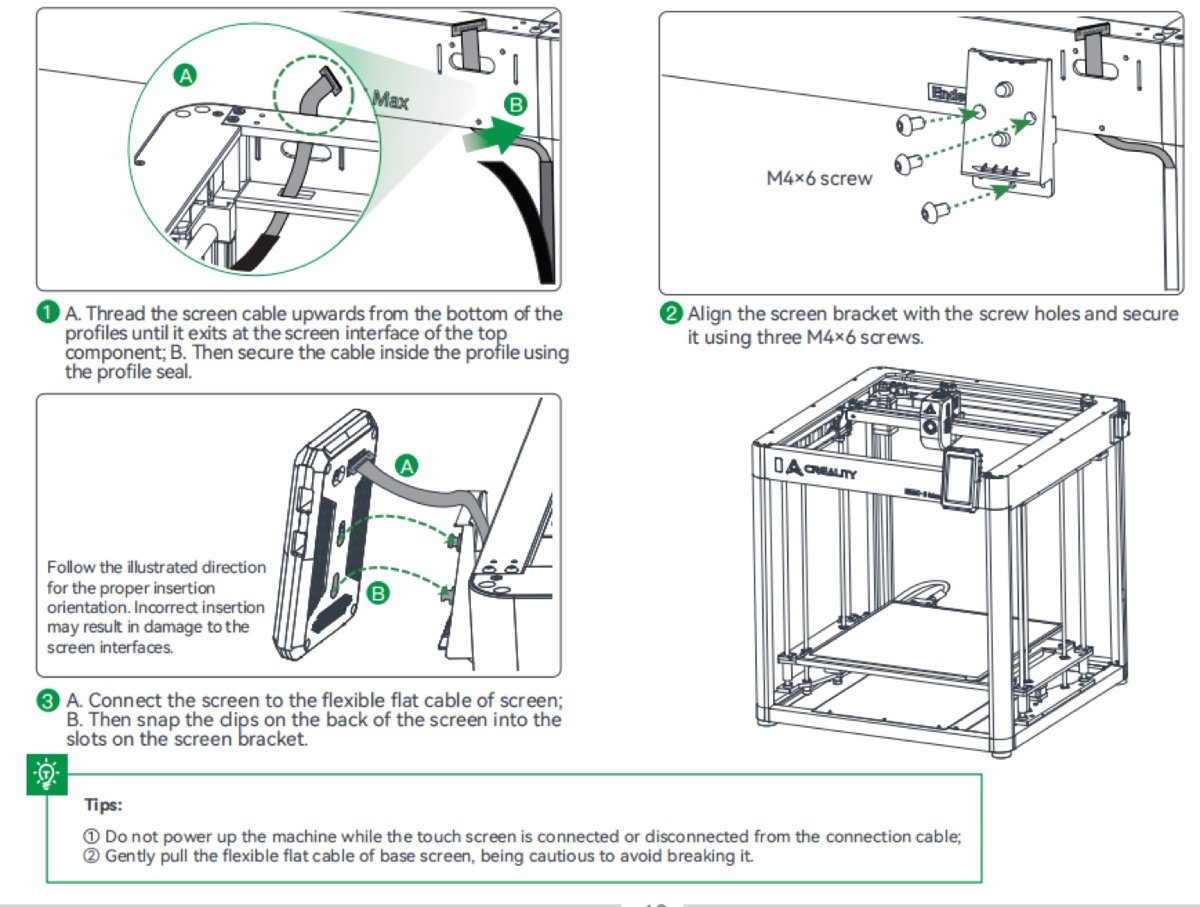 A
Max
B
1 A. Thread the screen cable upwards from the bottom of the
profiles until it exits at the screen interface of the top
component; B. Then secure the cable inside the profile using
the profile seal.
Ende
M4×6 screw
2 Align the screen bracket with the screw holes and secure
it using three M4×6 screws.
A
B
Follow the illustrated direction
for the proper insertion
orientation. Incorrect insertion
may result in damage to the
screen interfaces.
3 A. Connect the screen to the flexible flat cable of screen;
B. Then snap the clips on the back of the screen into the
slots on the screen bracket.
CREALITY
Tips:
① Do not power up the machine while the touch screen is connected or disconnected from the connection cable;
② Gently pull the flexible flat cable of base screen, being cautious to avoid breaking it.